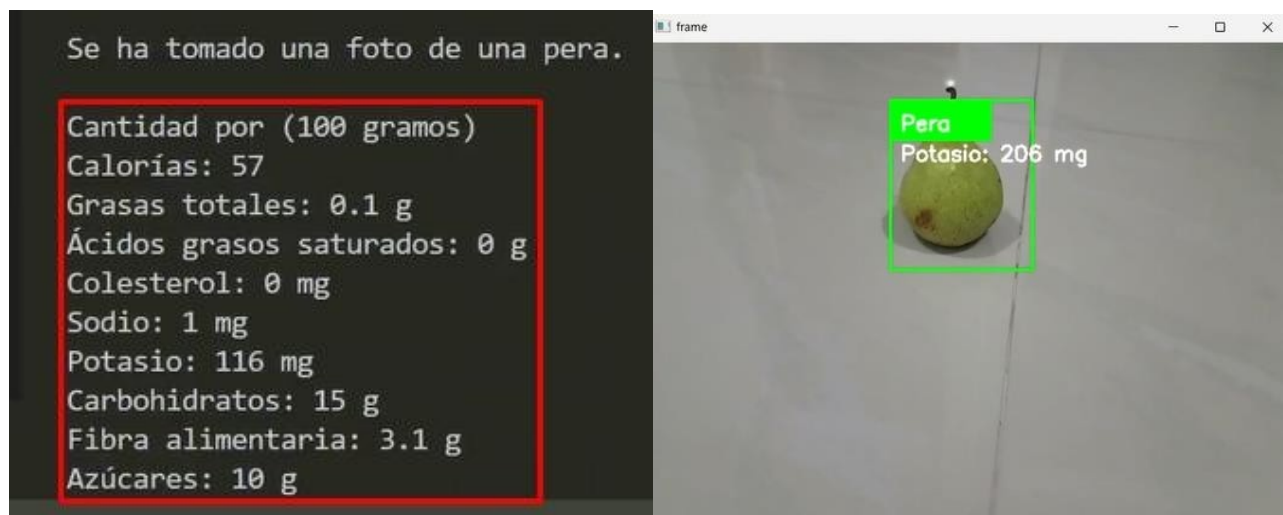 Se ha tomado una foto de una pera.
Cantidad por (100 gramos)
Calorías: 57
Grasas totales: 0.1 g
Ácidos grasos saturados: 0 g
Colesterol: 0 mg
Sodio: 1 mg
Potasio: 116 mg
Carbohidratos: 15 g
Fibra alimentaria: 3.1 g
Azúcares: 10 g
frame
Pera
Potasio: 206 mg